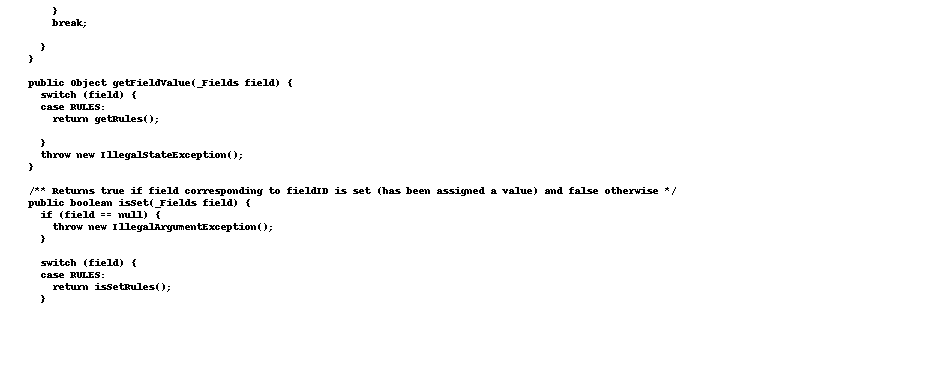 }
break;
}
}
public Object getFieldValue(_Fields field) {
switch (field) {
case RULES:
return getRules();
}
throw new IllegalStateException();
}
/** Returns true if field corresponding to fieldID is set (has been assigned a value) and false otherwise */
public boolean isSet(_Fields field) {
if (field == null) {
throw new IllegalArgumentException();
}
switch (field) {
case RULES:
return isSetRules();
}